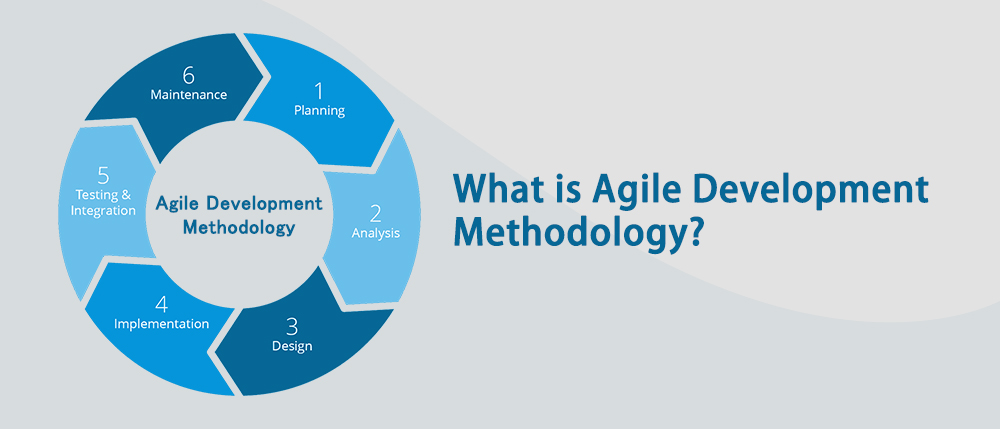 6
Maintenance
1
Planning
5
Testing &
Integration
Agile Development
Methodology
2
Analysis
4
Implementation
3
Design
What is Agile Development
Methodology?